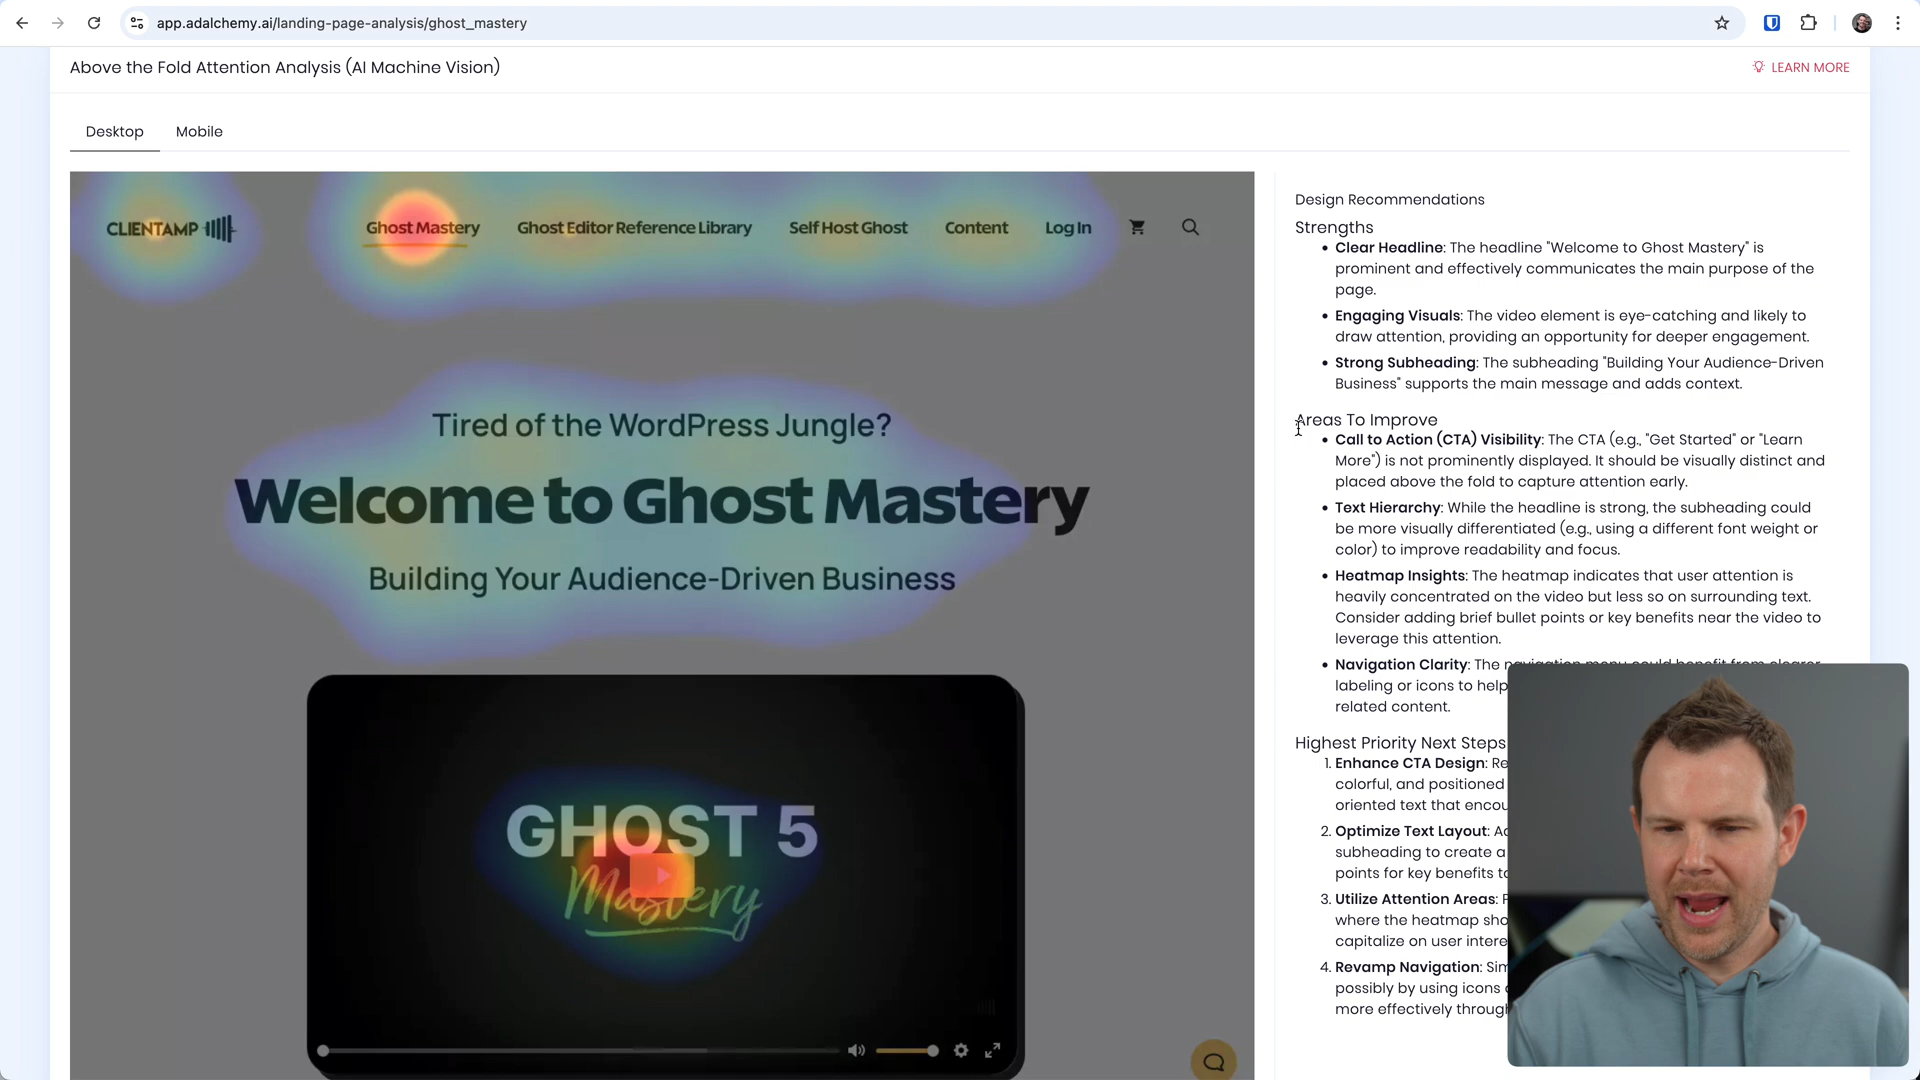 app.adalchemy.ai/landing-page-analysis/ghost_mastery
Above the Fold Attention Analysis (AI Machine Vision)
LEARN MORE
Desktop
Mobile
CLIENTAMP
Ghost Mastery
Ghost Editor Reference Library
Self Host Ghost
Content
Log In
Tired of the WordPress Jungle?
Welcome to Ghost Mastery
Building Your Audience-Driven Business
GHOST 5
Mastery
Design Recommendations
Strengths
• Clear Headline: The headline "Welcome to Ghost Mastery" is
prominent and effectively communicates the main purpose of the
page.
• Engaging Visuals: The video element is eye-catching and likely to
draw attention, providing an opportunity for deeper engagement.
• Strong Subheading: The subheading "Building Your Audience-Driven
Business" supports the main message and adds context.
Areas To Improve
• Call to Action (CTA) Visibility: The CTA (e.g., "Get Started" or "Learn
More") is not prominently displayed. It should be visually distinct and
placed above the fold to capture attention early.
• Text Hierarchy: While the headline is strong, the subheading could
be more visually differentiated (e.g., using a different font weight or
color) to improve readability and focus.
• Heatmap Insights: The heatmap indicates that user attention is
heavily concentrated on the video but less so on surrounding text.
Consider adding brief bullet points or key benefits near the video to
leverage this attention.
• Navigation Clarity: The navigation menu could benefit from clearer
labeling or icons to help
related content.
Highest Priority Next Steps
1. Enhance CTA Design:
colorful, and positioned
oriented text that
2. Optimize Text Layout:
subheading to create a
points for key benefits
3. Utilize Attention Areas:
where the heatmap
capitalize on user
4. Revamp Navigation:
possibly by using icons
more effectively